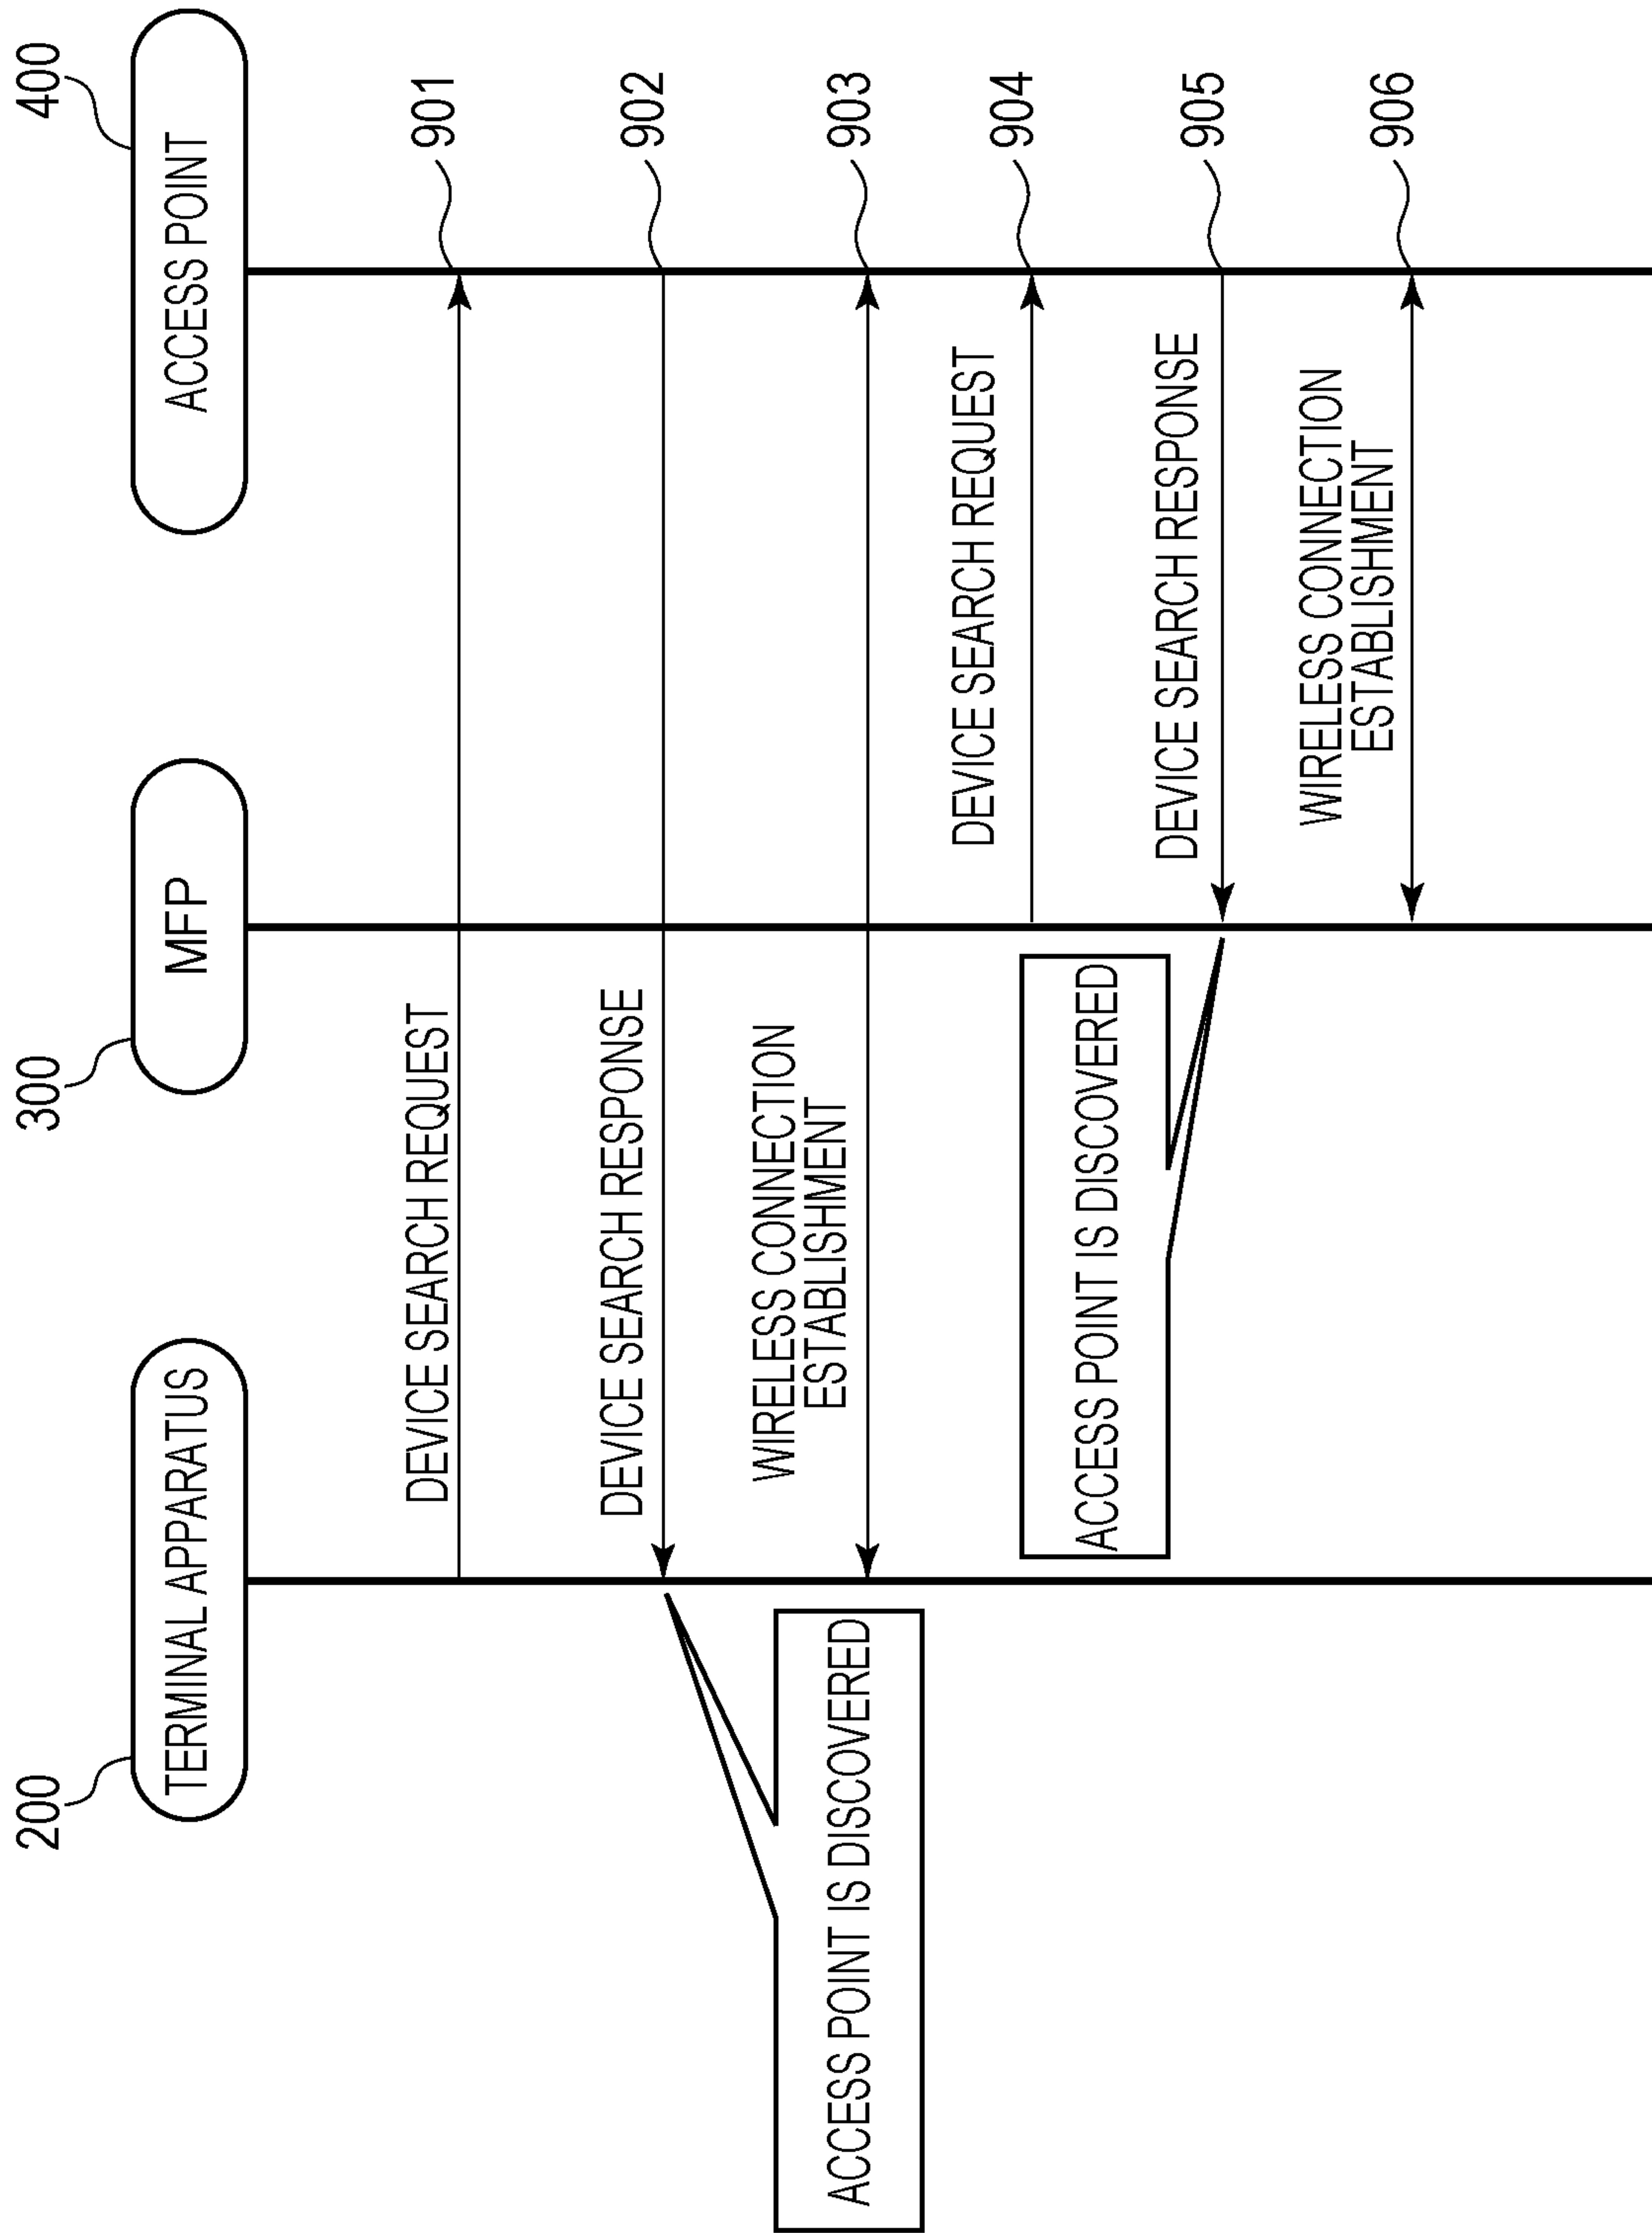 200
TERMINAL APPARATUS
300
MFP
400
ACCESS POINT
DEVICE SEARCH REQUEST
901
DEVICE SEARCH RESPONSE
902
ACCESS POINT IS DISCOVERED
WIRELESS CONNECTION
ESTABLISHMENT
903
DEVICE SEARCH REQUEST
904
ACCESS POINT IS DISCOVERED
DEVICE SEARCH RESPONSE
905
WIRELESS CONNECTION
ESTABLISHMENT
906